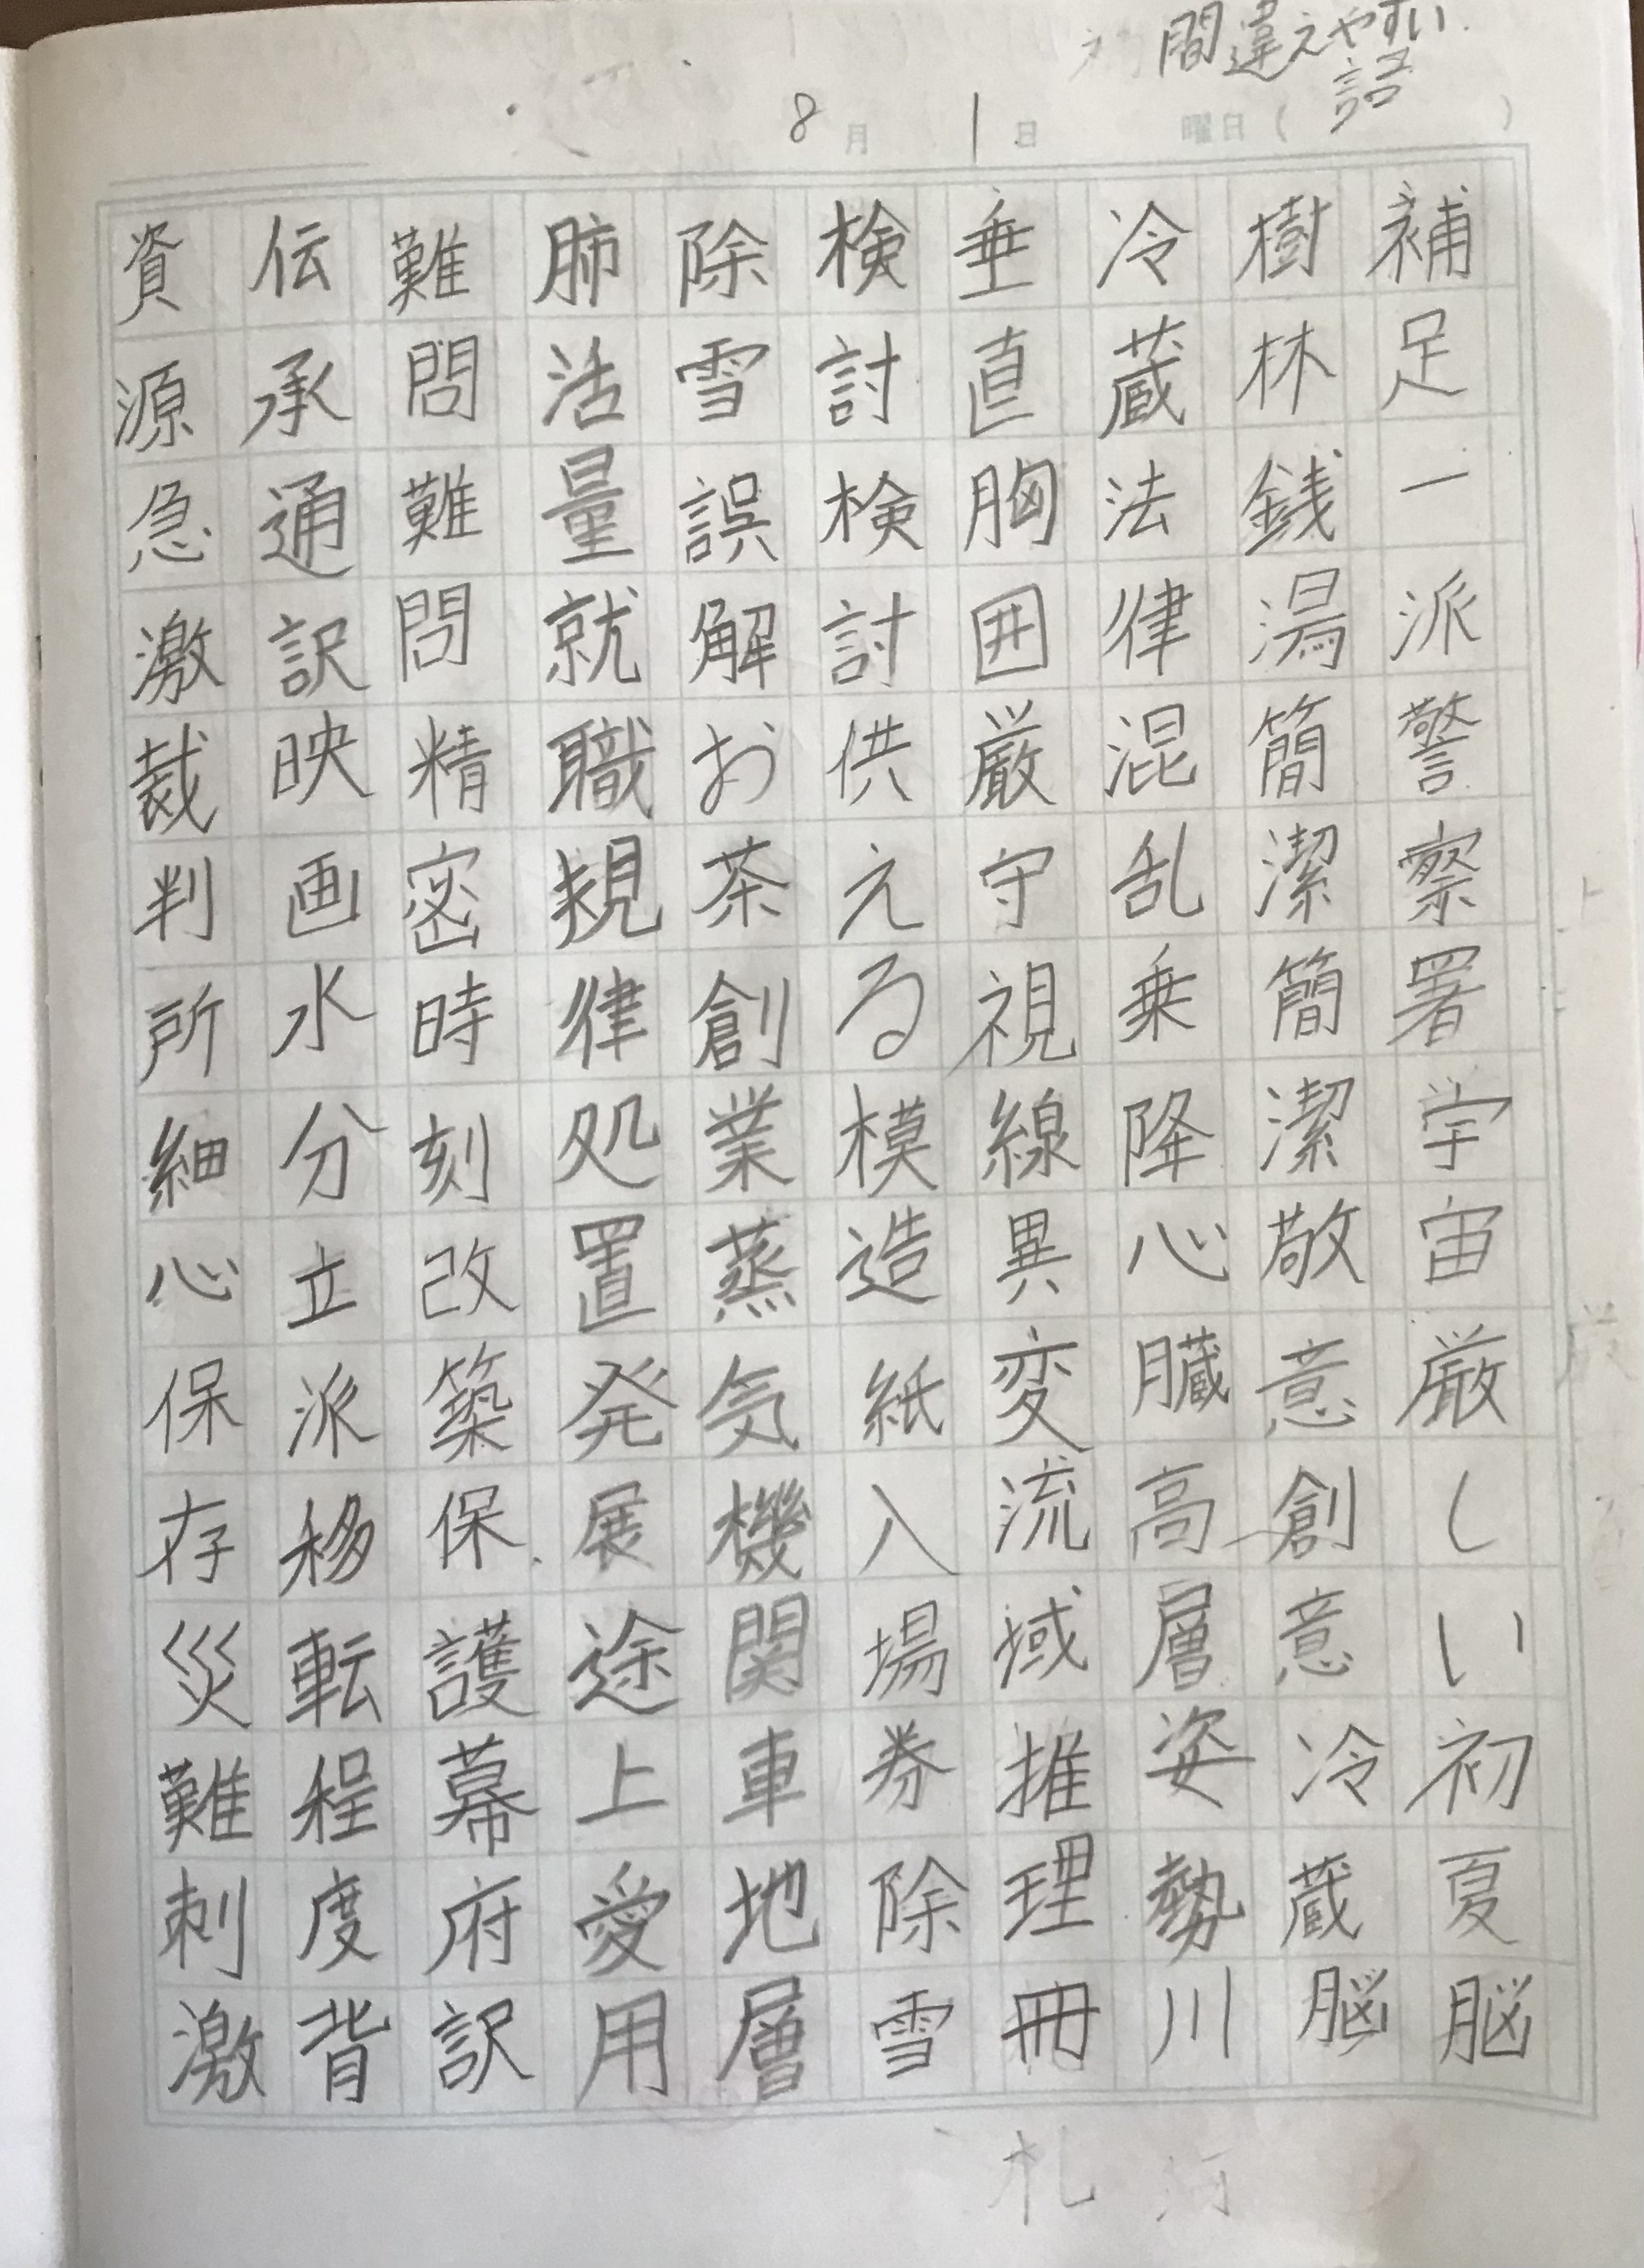 間違えやすい
語
8月1日 曜日( )
補足一派警察署宇宙厳しい初夏脳
樹林銭湯簡潔簡潔敬意創意冷蔵脳
冷蔵法律混乱乗降心臓高層姿勢川
垂直胸囲厳守視線異変流域推理冊
検討検討供える模造紙入場券除雪
除雪誤解お茶創業蒸気機関車地層
肺活量就職規律処置発展途上愛用
難問難問精密時刻改築保護幕府訳
伝承通訳映画水分立派移転程度背
資源急激裁判所細心保存災難刺激
札